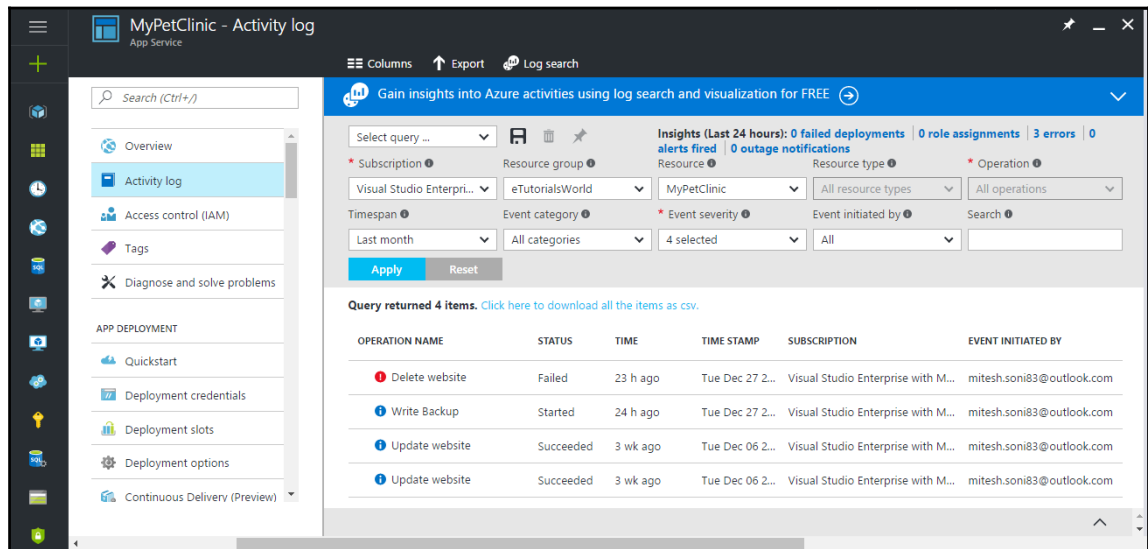 MyPetClinic - Activity log
App Service
Columns Export Log search
Search (Ctrl+/)
Overview
Activity log
Access control (IAM)
Tags
Diagnose and solve problems
APP DEPLOYMENT
Quickstart
Deployment credentials
Deployment slots
Deployment options
Continuous Delivery (Preview)
Gain insights into Azure activities using log search and visualization for FREE
Select query ...
Insights (Last 24 hours): 0 failed deployments | 0 role assignments | 3 errors | 0
alerts fired | 0 outage notifications
* Subscription Resource group Resource Resource type * Operation
Visual Studio Enterpri... eTutorialsWorld MyPetClinic All resource types All operations
Timespan Event category * Event severity Event initiated by Search
Last month All categories 4 selected All
Apply Reset
Query returned 4 items. Click here to download all the items as csv.
OPERATION NAME STATUS TIME TIME STAMP SUBSCRIPTION EVENT INITIATED BY
Delete website Failed 23 h ago Tue Dec 27 2... Visual Studio Enterprise with M... mitesh.soni83@outlook.com
Write Backup Started 24 h ago Tue Dec 27 2... Visual Studio Enterprise with M... mitesh.soni83@outlook.com
Update website Succeeded 3 wk ago Tue Dec 06 2... Visual Studio Enterprise with M... mitesh.soni83@outlook.com
Update website Succeeded 3 wk ago Tue Dec 06 2... Visual Studio Enterprise with M... mitesh.soni83@outlook.com